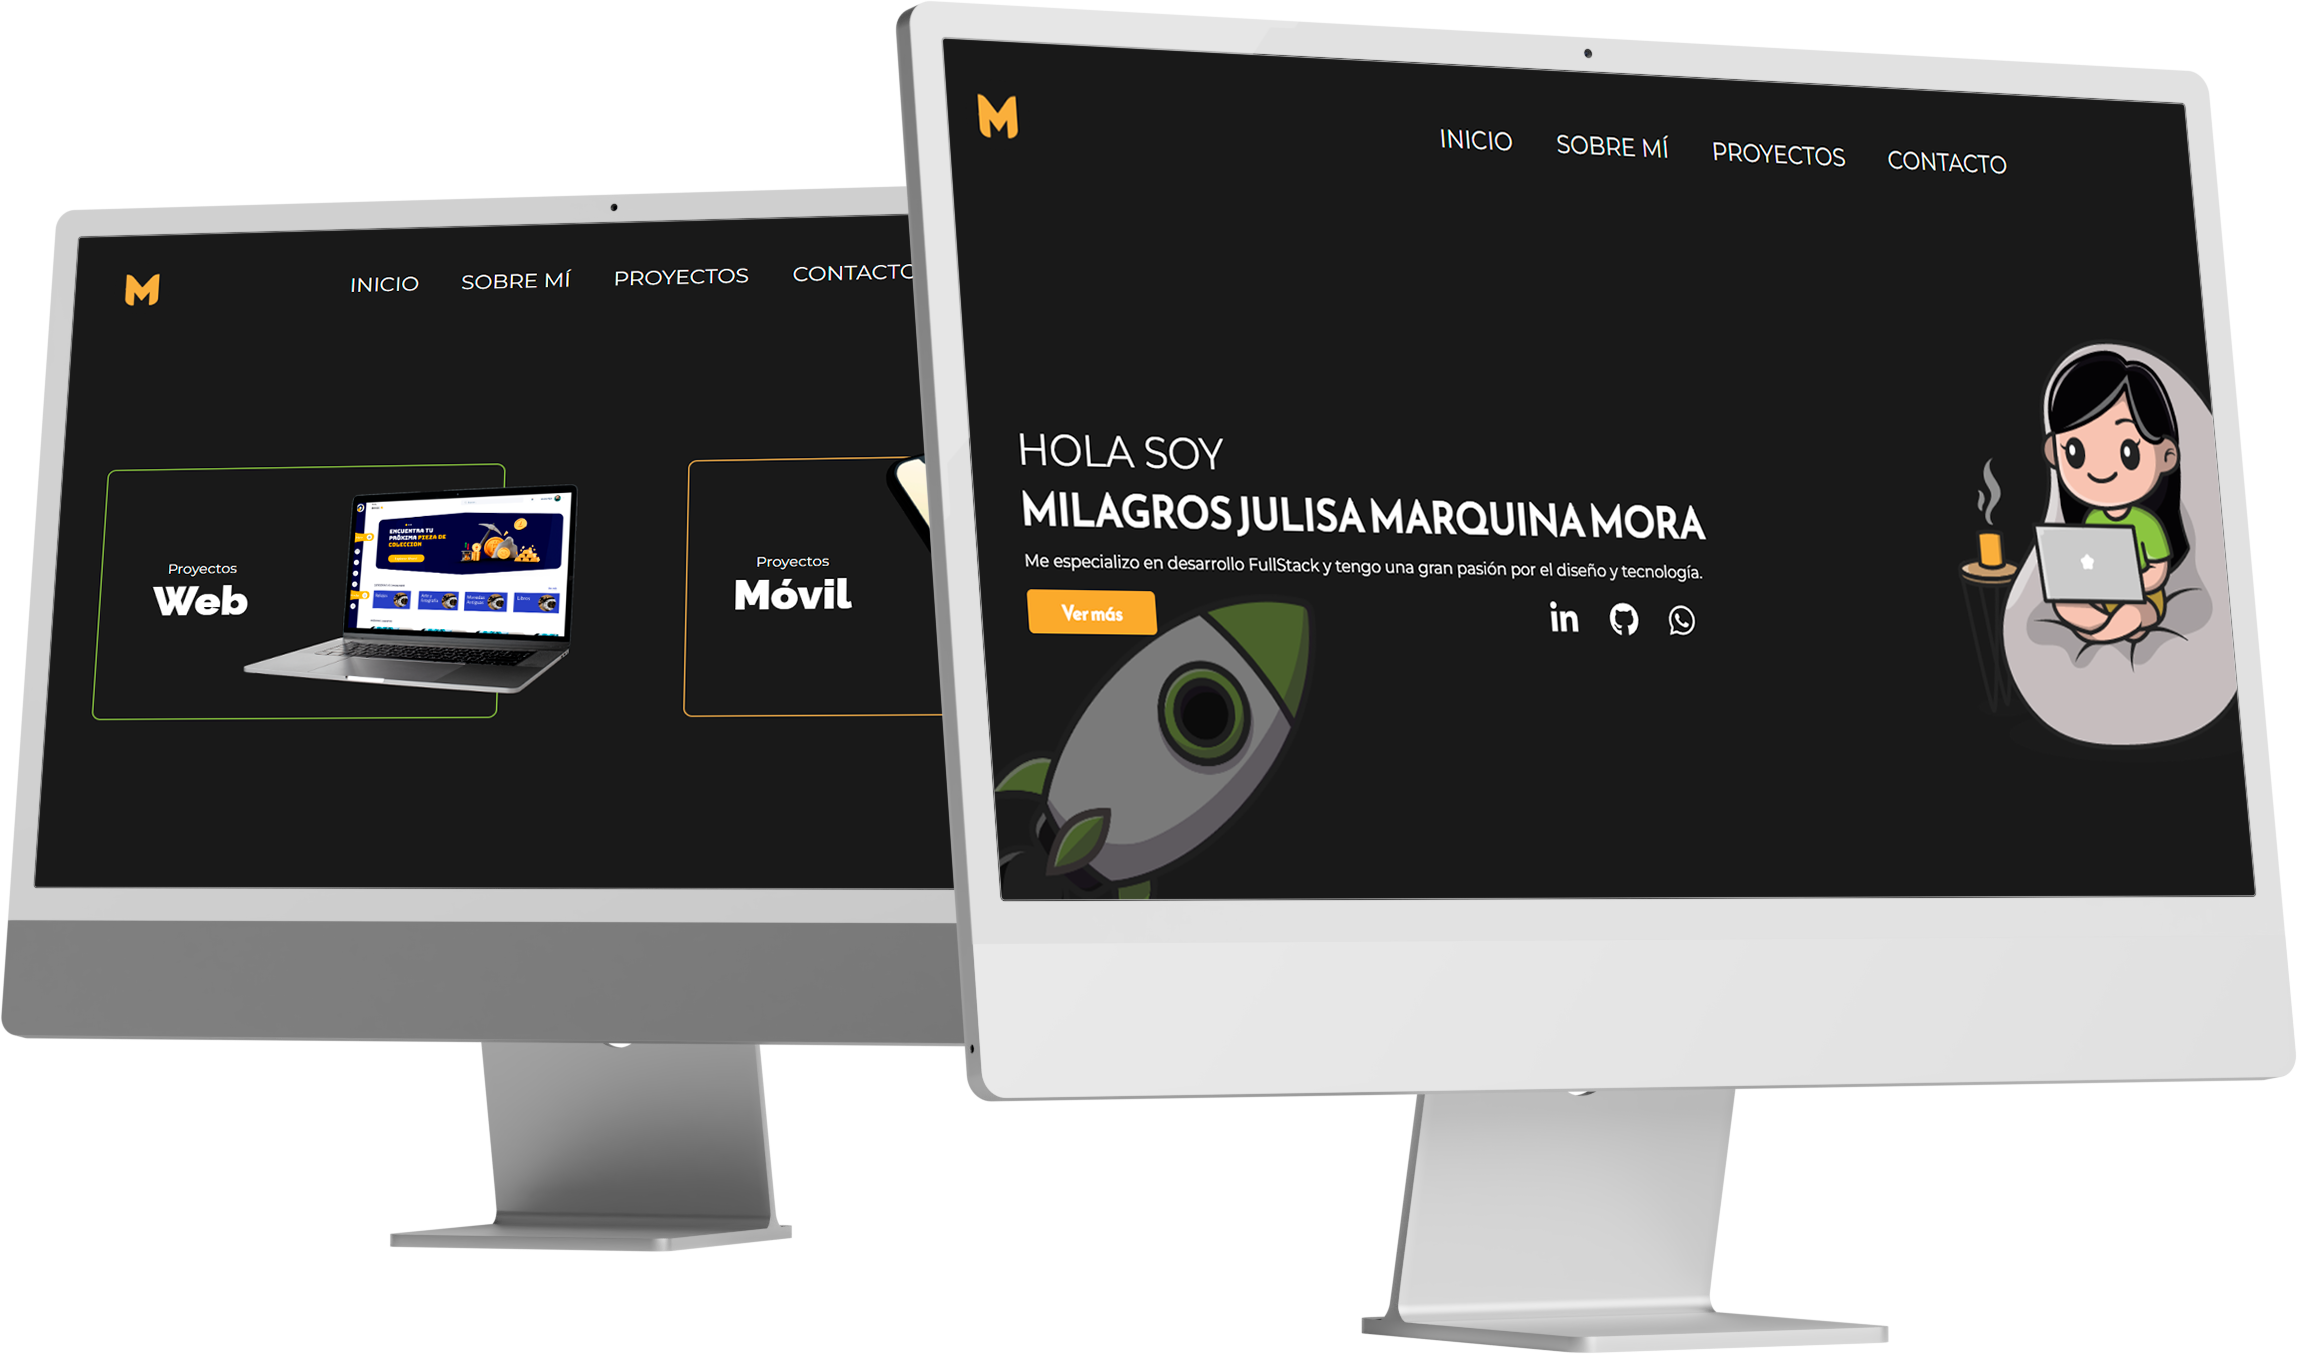 M
INICIO SOBRE MÍ PROYECTOS CONTACTO
Proyectos
Web
ENCUENTRA TU
PRÓXIMA PIEZA DE
COLECCIÓN
Proyectos
Móvil
M
INICIO SOBRE MÍ PROYECTOS CONTACTO
HOLA SOY
MILAGROS JULISA MARQUINA MORA
Me especializo en desarrollo FullStack y tengo una gran pasión por el diseño y tecnología.
Ver más
in